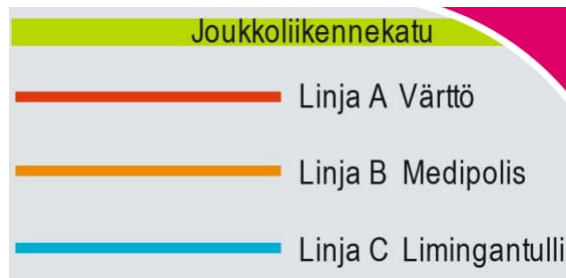 Joukkoliikennekatu
Linja A Värttö
Linja B Medipolis
Linja C Limingantulli